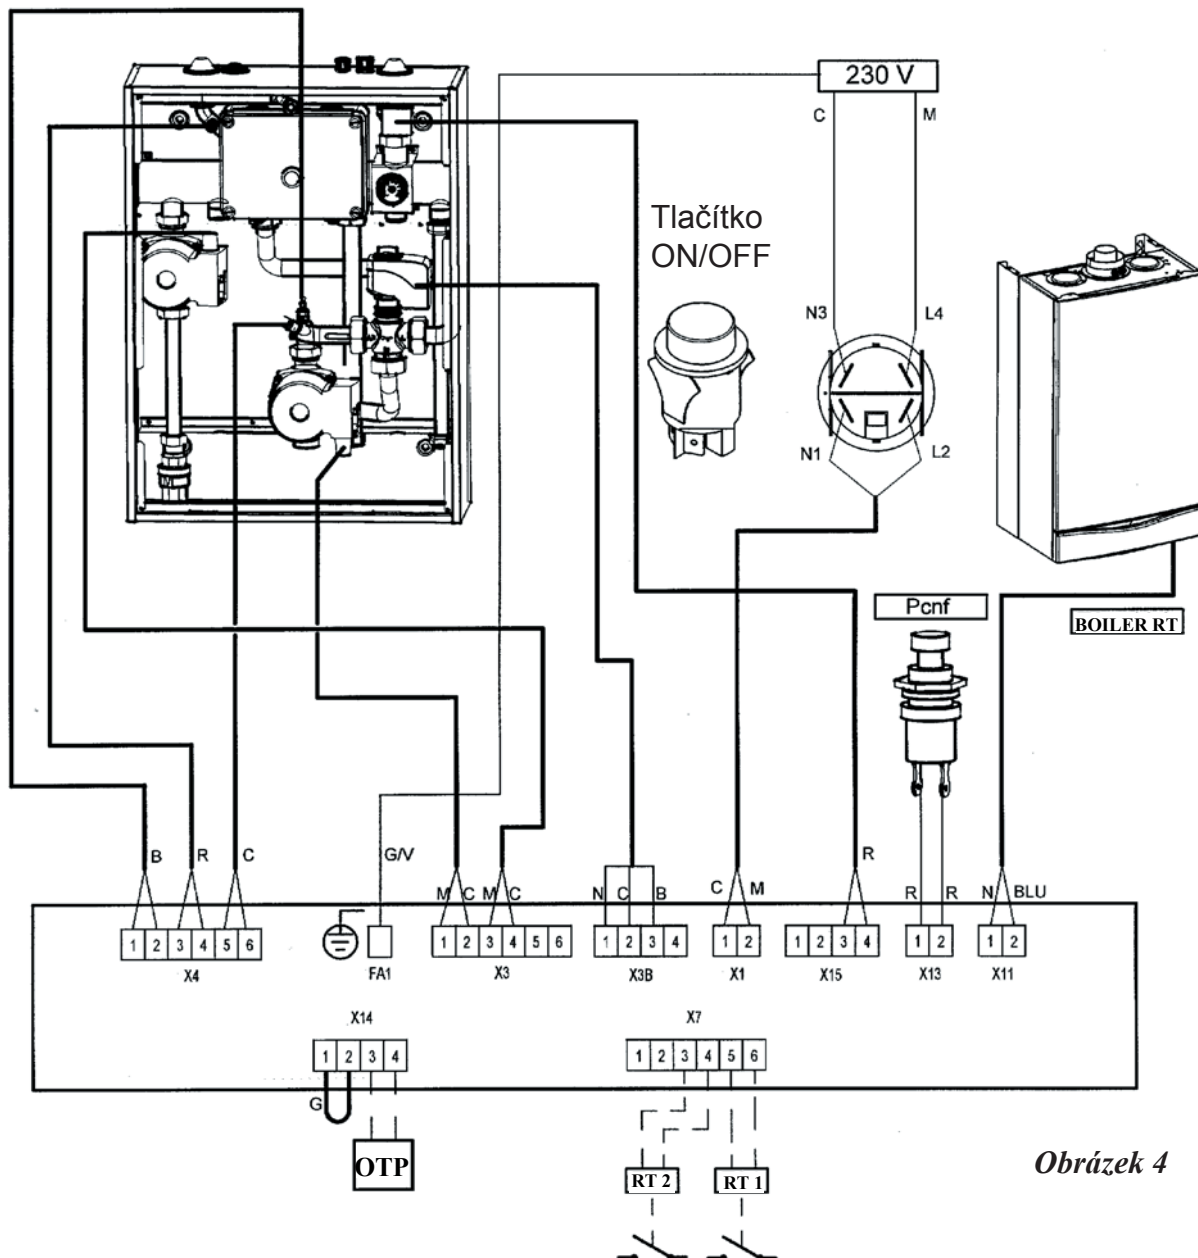 230 V
C M
Tlačítko
ON/OFF
N3 L4
N1 L2
Pcnf
BOILER RT
B R C G/V M C M C N C B C M R R R N BLU
1 2 3 4 5 6 1 2 3 4 5 6 1 2 3 4 1 2 1 2 3 4 1 2 1 2
X4 FA1 X3 X3B X1 X15 X13 X11
X14 X7
1 2 3 4 1 2 3 4 5 6
G
OTP
RT 2 RT 1
Obrázek 4